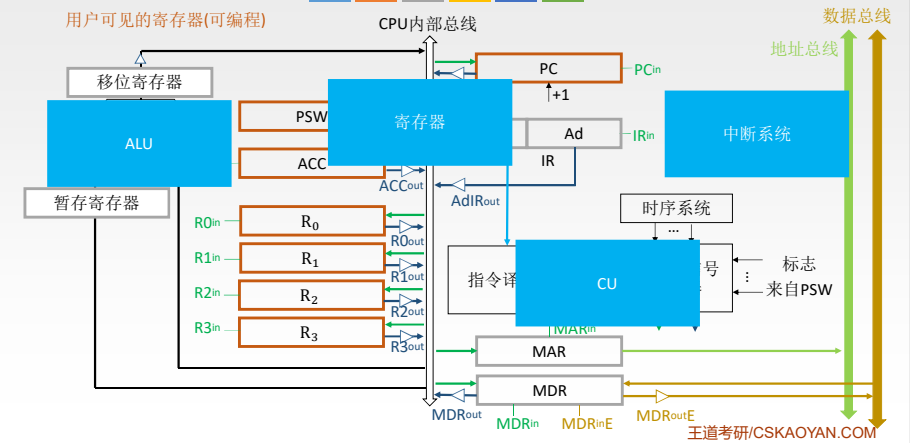 用户可见的寄存器(可编程)
CPU内部总线
数据总线
地址总线
移位寄存器
PC
PCin
+1
PSW
寄存器
Ad
IRin
中断系统
ALU
IR
ACC
ACCout
AdIRout
暂存寄存器
时序系统
...
R0in
R0
R0out
R1in
R1
R1out
指令译
CU
号
标志
...
来自PSW
R2in
R2
R2out
R3in
R3
R3out
MARin
MAR
MDR
MDRout
MDRin
MDRinE
MDRoutE
王道考研/CSKAOYAN.COM